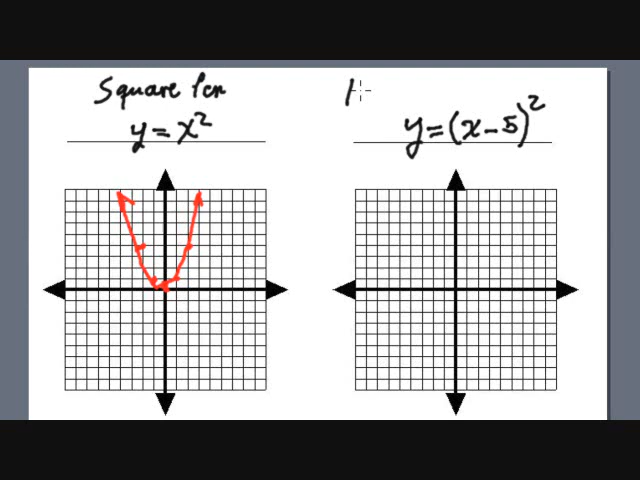 Square fcn
y = x²
y = (x - 5)²